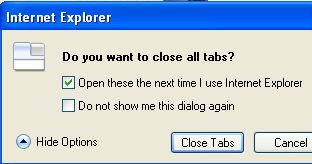 Internet Explorer
Do you want to close all tabs?
Open these the next time I use Internet Explorer
Do not show me this dialog again
Hide Options
Close Tabs
Cancel